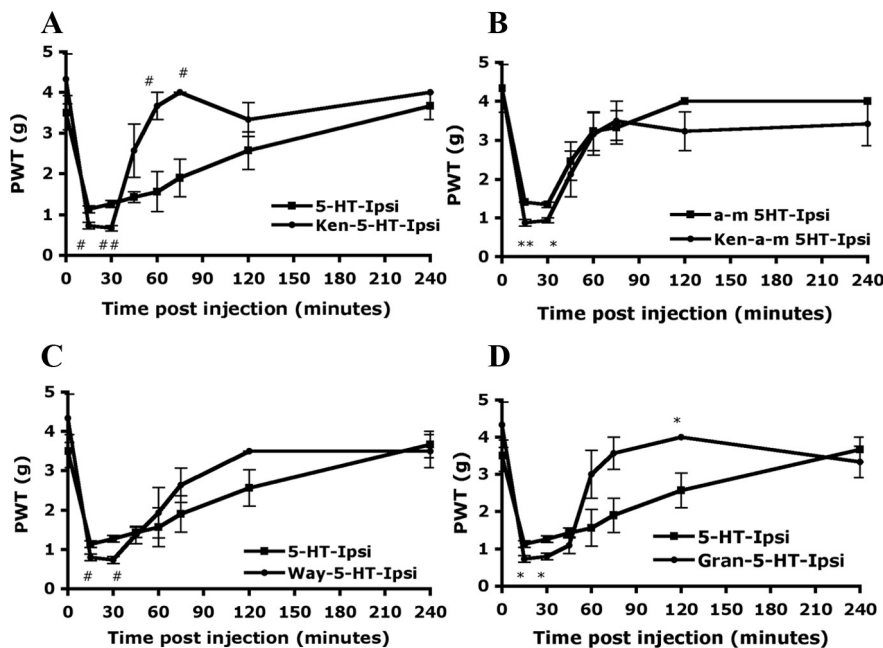 A
5
4
3
2
1
0
PWT (g)
#
#
#
##
5-HT-Ipsi
Ken-5-HT-Ipsi
0 30 60 90 120 150 180 210 240
Time post injection (minutes)
B
5
4
3
2
1
0
PWT (g)
**
*
a-m 5HT-Ipsi
Ken-a-m 5HT-Ipsi
0 30 60 90 120 150 180 210 240
Time post injection (minutes)
C
5
4
3
2
1
0
PWT (g)
#
#
5-HT-Ipsi
Way-5-HT-Ipsi
0 30 60 90 120 150 180 210 240
Time post injection (minutes)
D
5
4
3
2
1
0
PWT (g)
*
*
*
5-HT-Ipsi
Gran-5-HT-Ipsi
0 30 60 90 120 150 180 210 240
Time post injection (minutes)